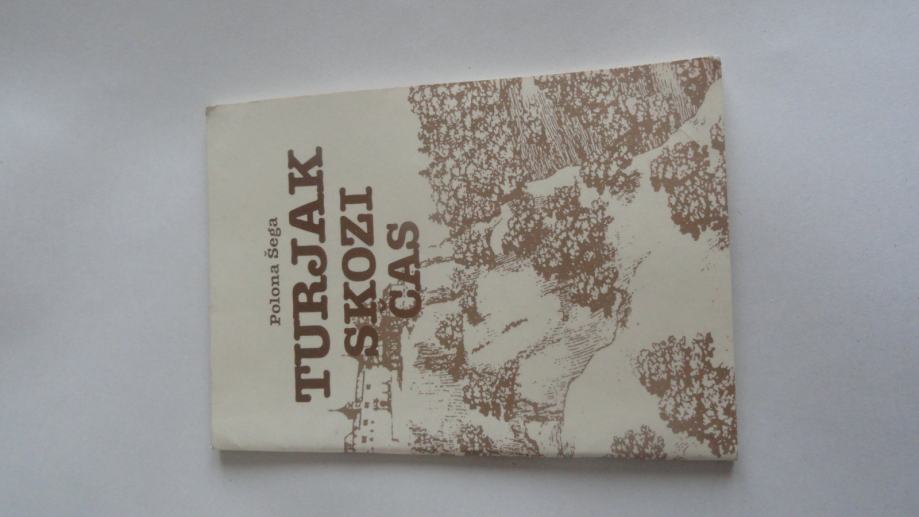 Polona Šega
TURJAK
SKOZI
ČAS